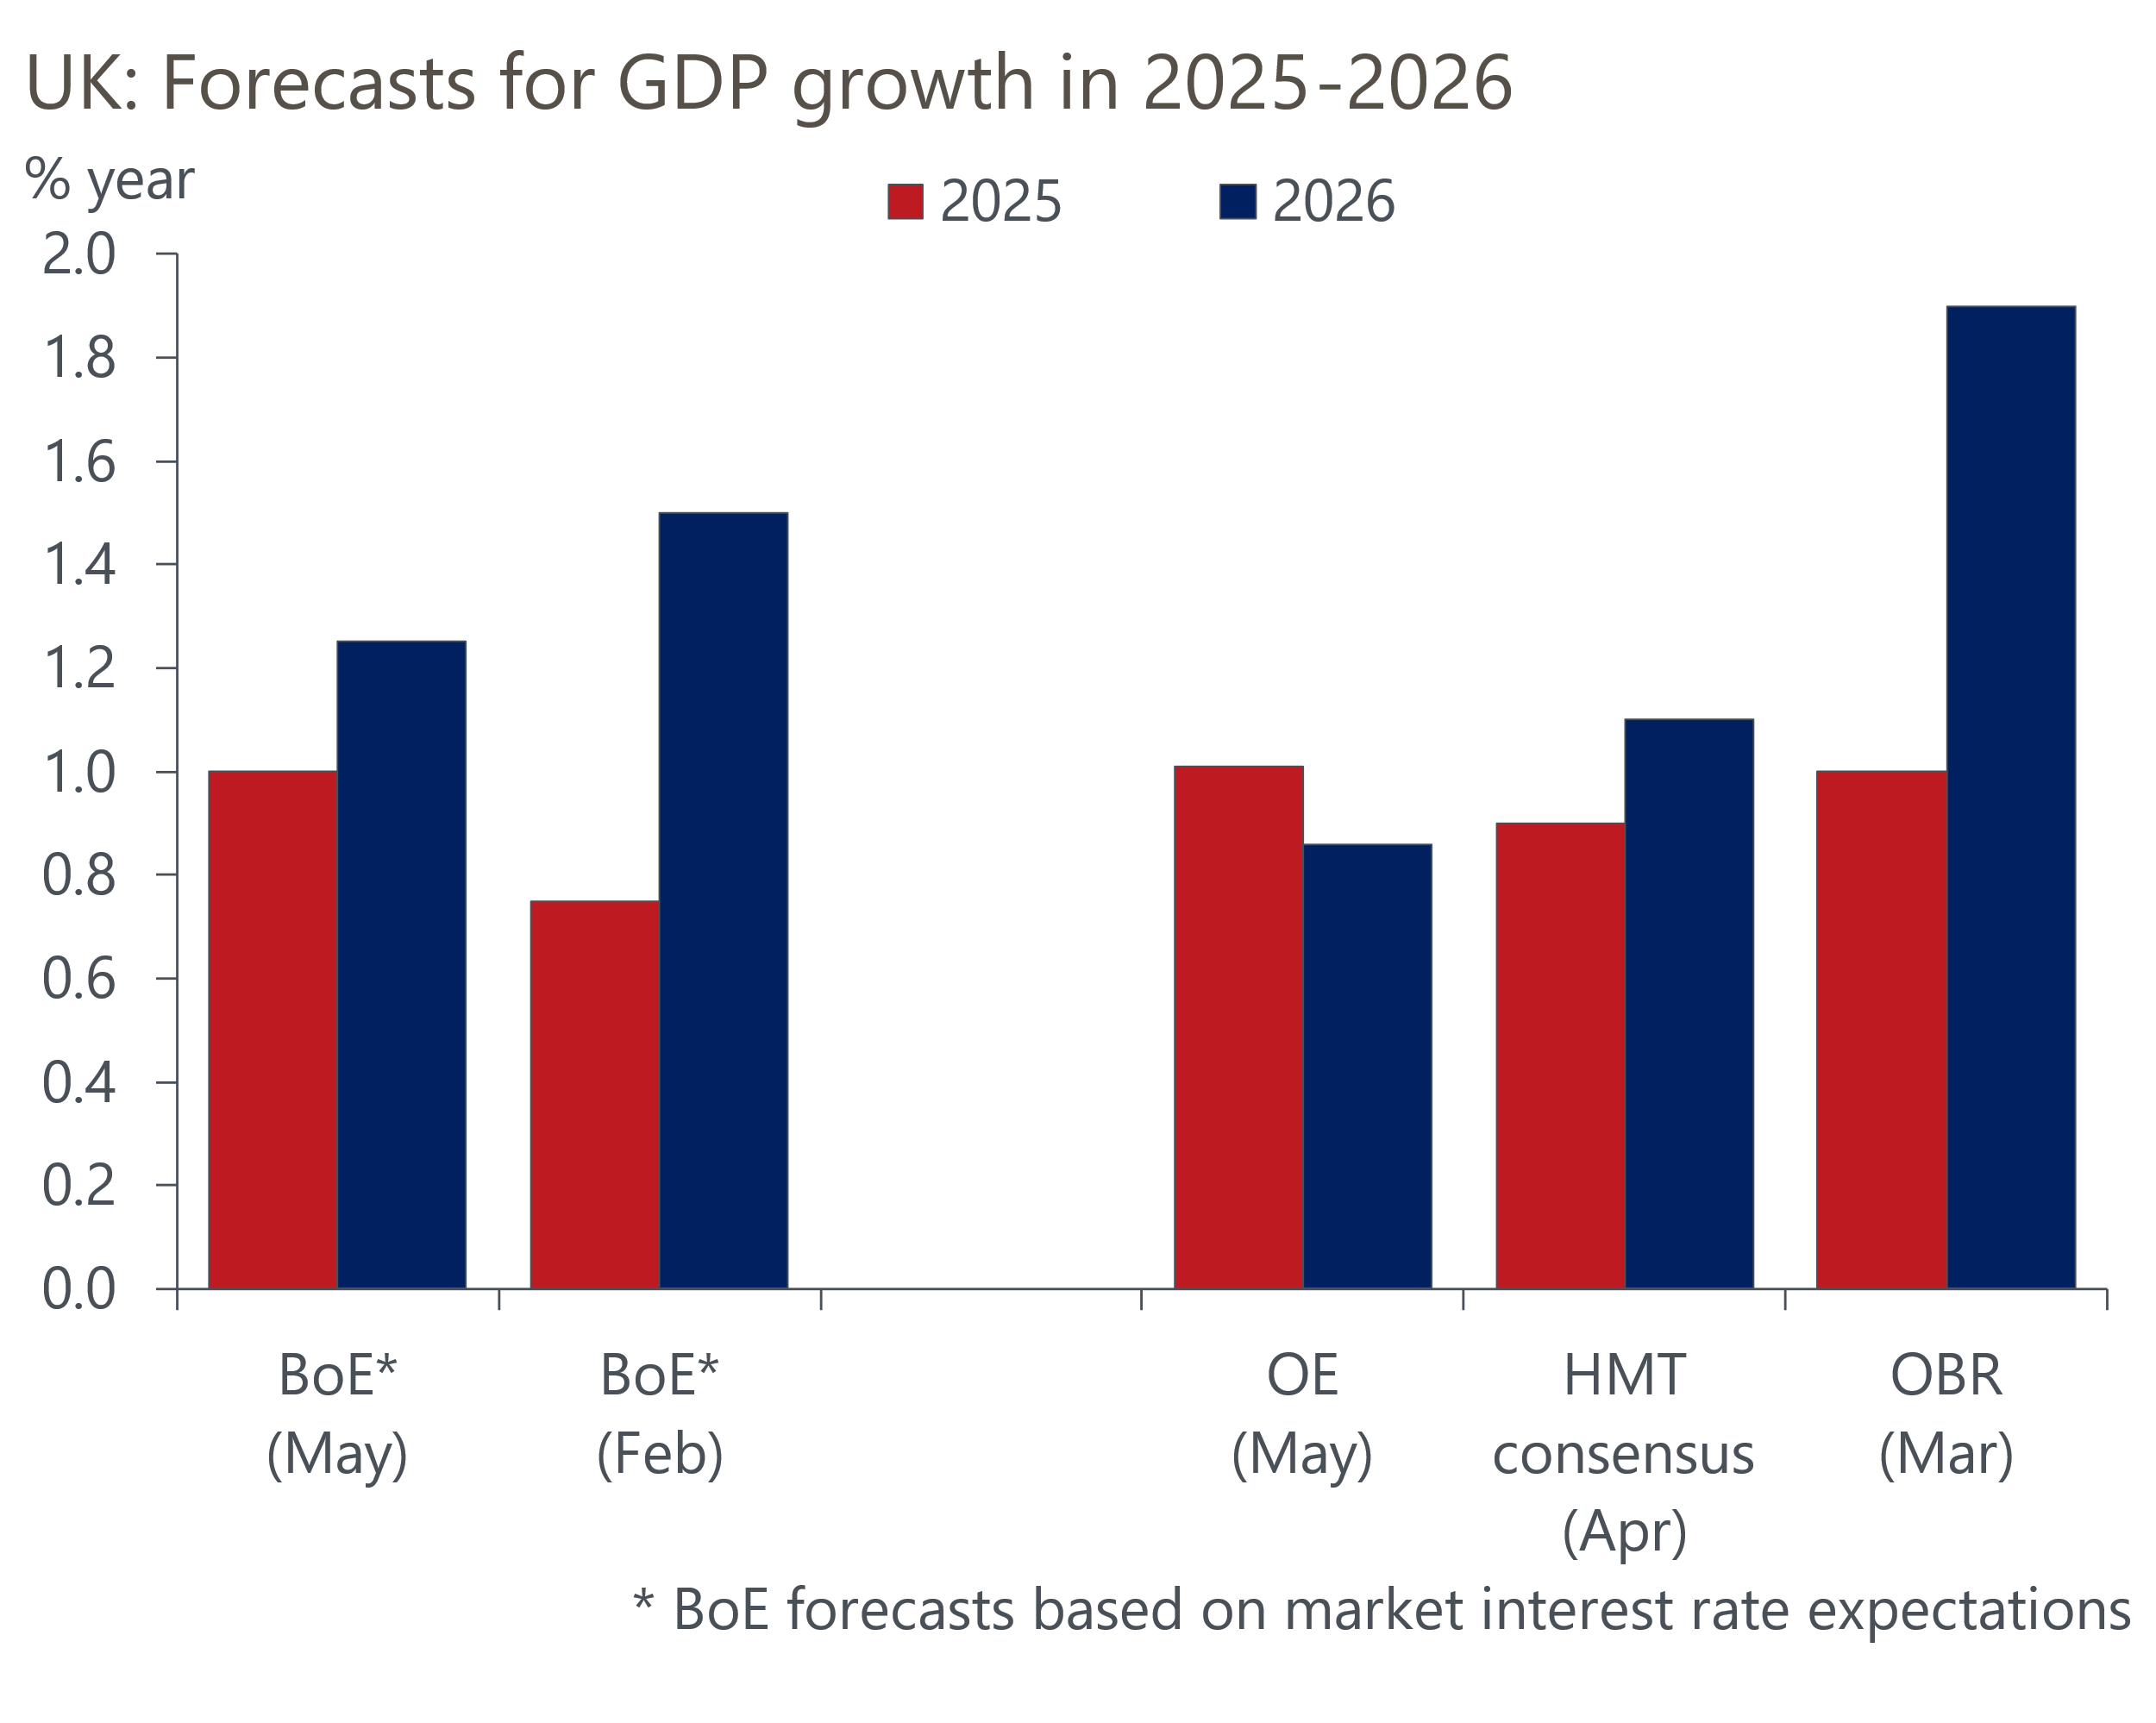 UK: Forecasts for GDP growth in 2025-2026
% year
2025 2026
2.0
1.8
1.6
1.4
1.2
1.0
0.8
0.6
0.4
0.2
0.0
BoE* BoE* OE HMT OBR
(May) (Feb) (May) consensus (Mar)
(Apr)
* BoE forecasts based on market interest rate expectations